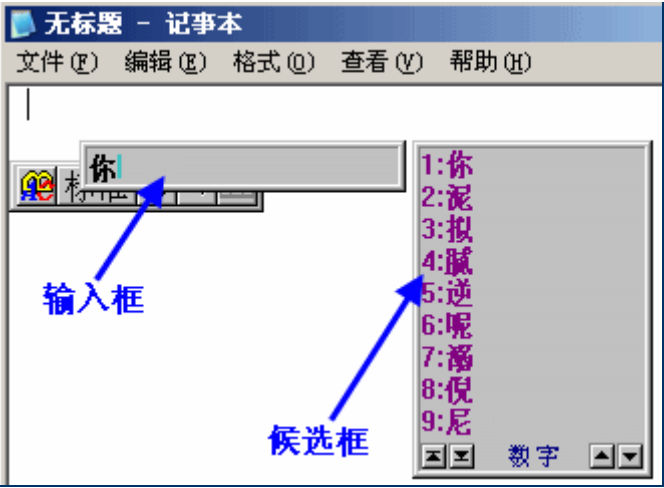 无标题 - 记事本
文件(F) 编辑(E) 格式(O) 查看(V) 帮助(H)
你
1:你
2:泥
3:拟
4:腻
5:逆
6:呢
7:溺
8:倪
9:尼
数字
输入框
候选框